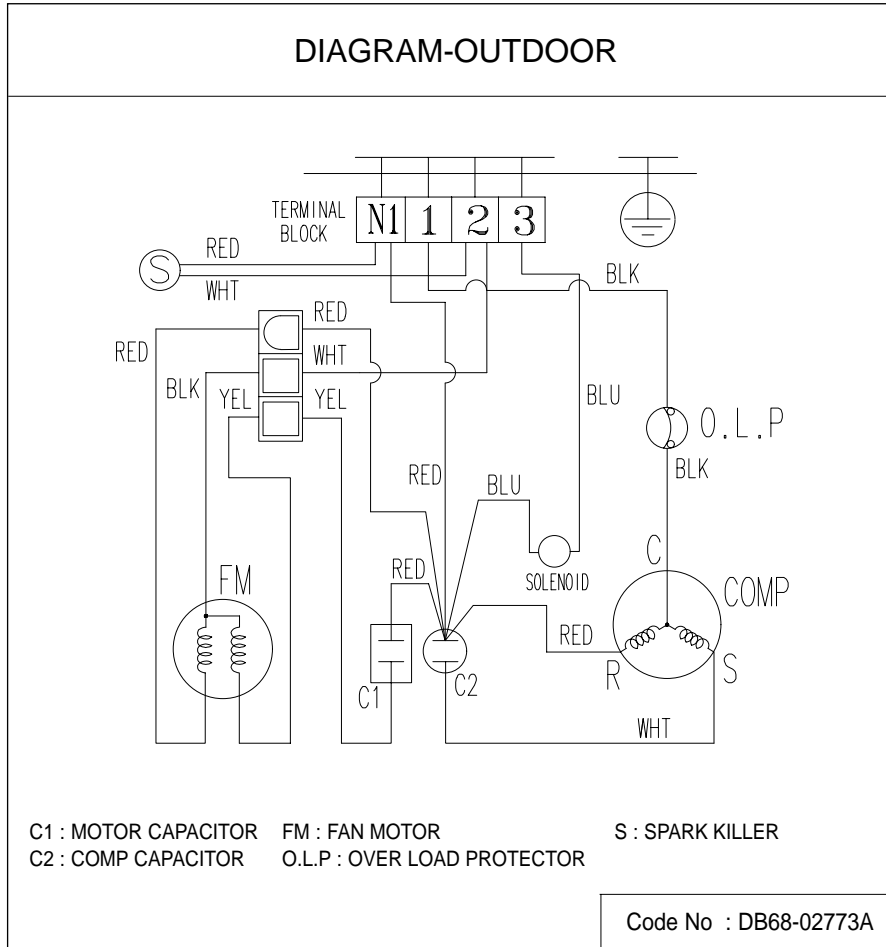 DIAGRAM-OUTDOOR
TERMINAL
BLOCK
N1 1 2 3
RED
S
WHT
BLK
RED
RED
WHT
BLK
YEL YEL
BLU
O.L.P
RED
BLU
BLK
C
SOLENOID
FM
RED
COMP
RED
R
S
C1
C2
WHT
C1 : MOTOR CAPACITOR FM : FAN MOTOR S : SPARK KILLER
C2 : COMP CAPACITOR O.L.P : OVER LOAD PROTECTOR
Code No : DB68-02773A